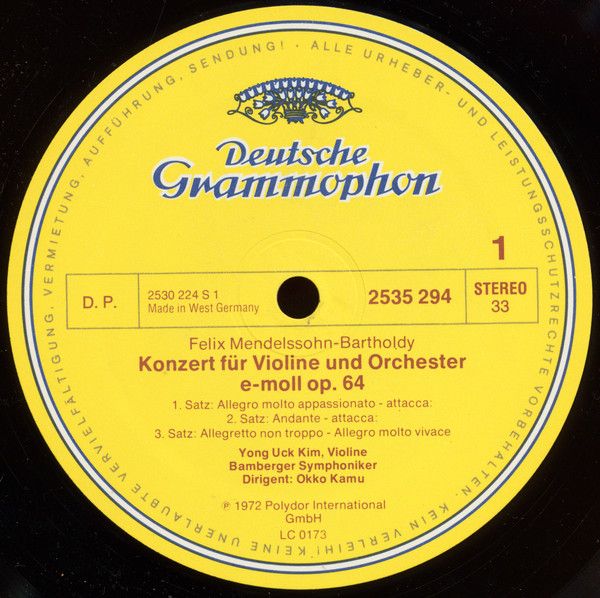 ALLE URHEBER- UND LEISTUNGSSCHUTZRECHTE VORBEHALTEN. KEIN VERLEIH! KEINE UNERLAUBTE VERVIELFÄLTIGUNG, VERMIETUNG, AUFFÜHRUNG, SENDUNG! ·
Deutsche
Grammophon
1
D. P.
2530 224 S 1
Made in West Germany
2535 294
STEREO
33
Felix Mendelssohn-Bartholdy
Konzert für Violine und Orchester
e-moll op. 64
1. Satz: Allegro molto appassionato - attacca:
2. Satz: Andante - attacca:
3. Satz: Allegretto non troppo - Allegro molto vivace
Yong Uck Kim, Violine
Bamberger Symphoniker
Dirigent: Okko Kamu
℗ 1972 Polydor International
GmbH
LC 0173